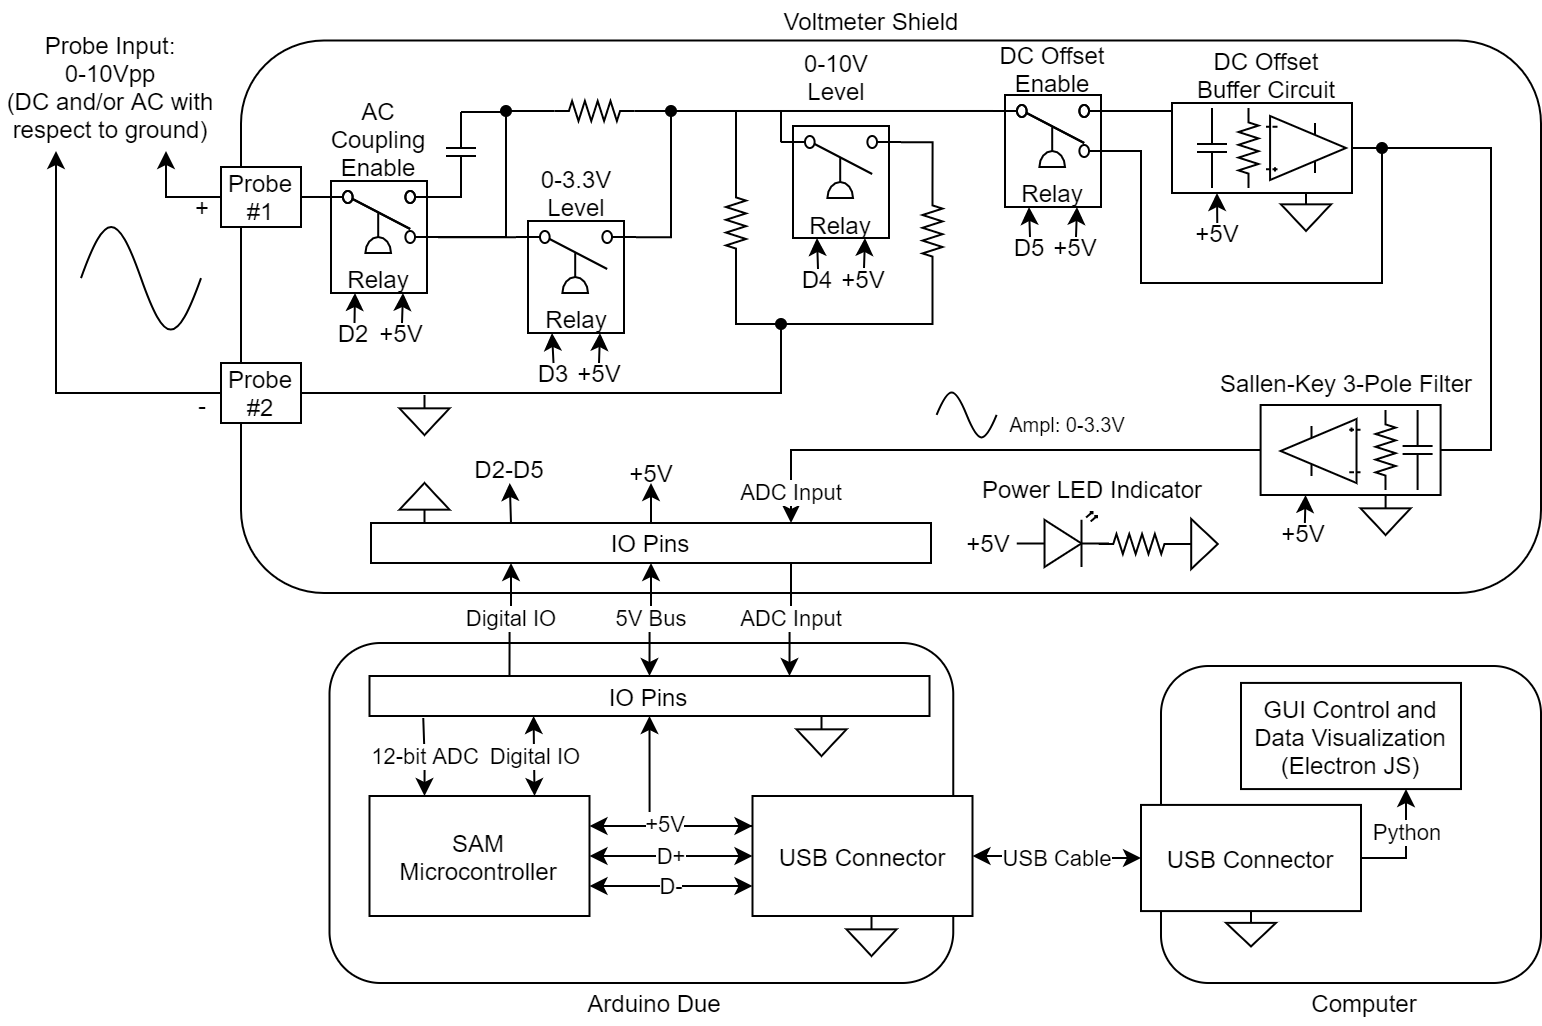 Voltmeter Shield
Probe Input:
0-10Vpp
(DC and/or AC with
respect to ground)
AC
Coupling
Enable
0-3.3V
Level
0-10V
Level
DC Offset
Enable
DC Offset
Buffer Circuit
Probe
#1
+
Relay
D2 +5V
Relay
D3 +5V
Relay
D4 +5V
Relay
D5 +5V
+5V
Probe
#2
-
Sallen-Key 3-Pole Filter
+5V
Ampl: 0-3.3V
D2-D5
+5V
ADC Input
Power LED Indicator
+5V
IO Pins
Digital IO
5V Bus
ADC Input
IO Pins
12-bit ADC
Digital IO
SAM
Microcontroller
+5V
D+
D-
USB Connector
USB Cable
USB Connector
Python
GUI Control and
Data Visualization
(Electron JS)
Arduino Due
Computer